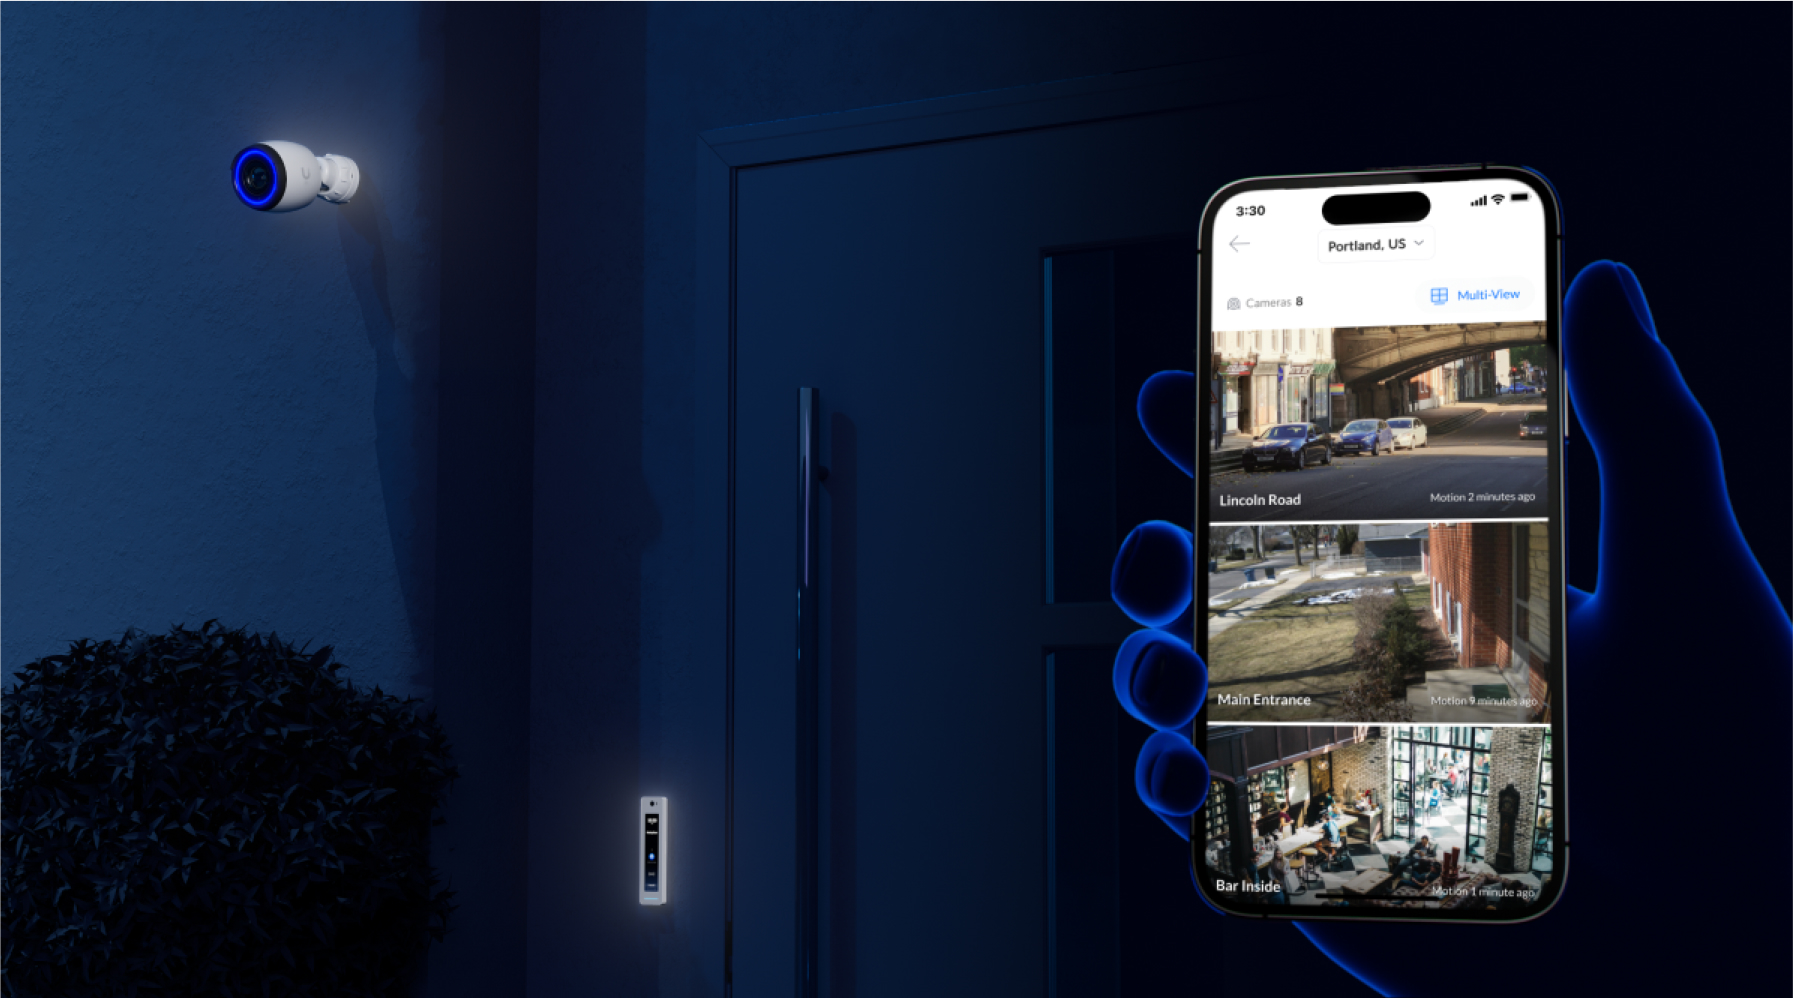 3:30
Portland, US
Cameras 8
Multi-View
Lincoln Road
Motion 2 minutes ago
Main Entrance
Motion 9 minutes ago
Bar Inside
Motion 1 minute ago